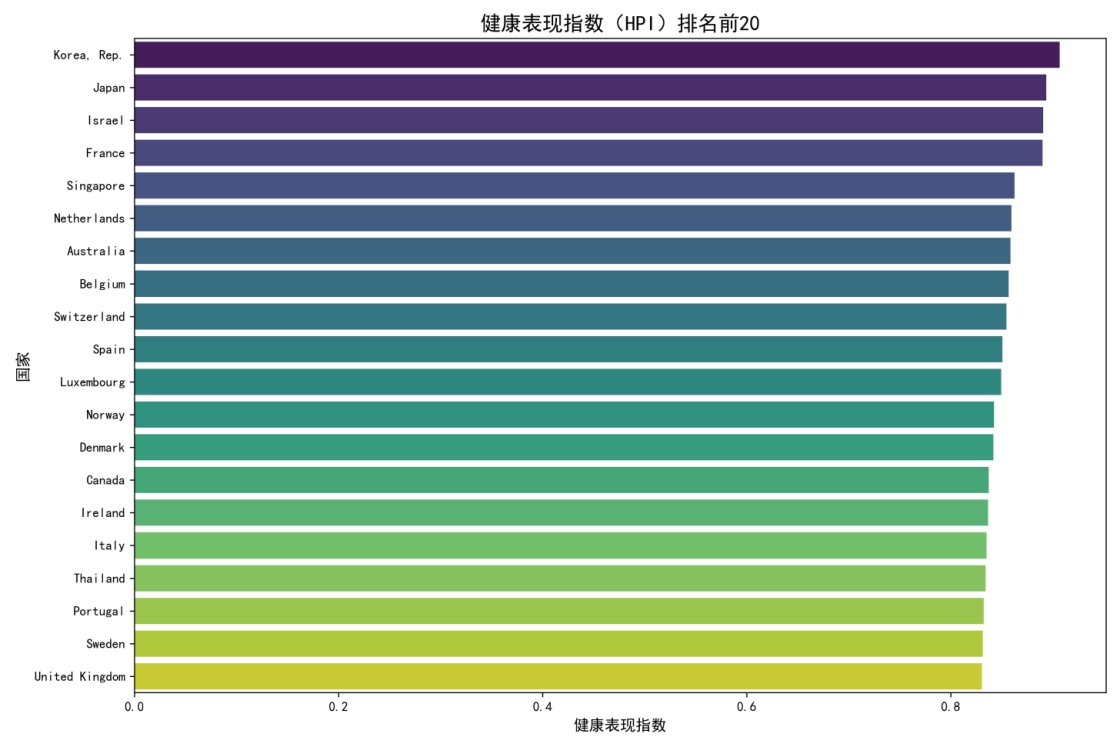 健康表现指数（HPI）排名前20
Korea, Rep.
Japan
Israel
France
Singapore
Netherlands
Australia
Belgium
Switzerland
Spain
Luxembourg
Norway
Denmark
Canada
Ireland
Italy
Thailand
Portugal
Sweden
United Kingdom
国家
0.0 0.2 0.4 0.6 0.8
健康表现指数